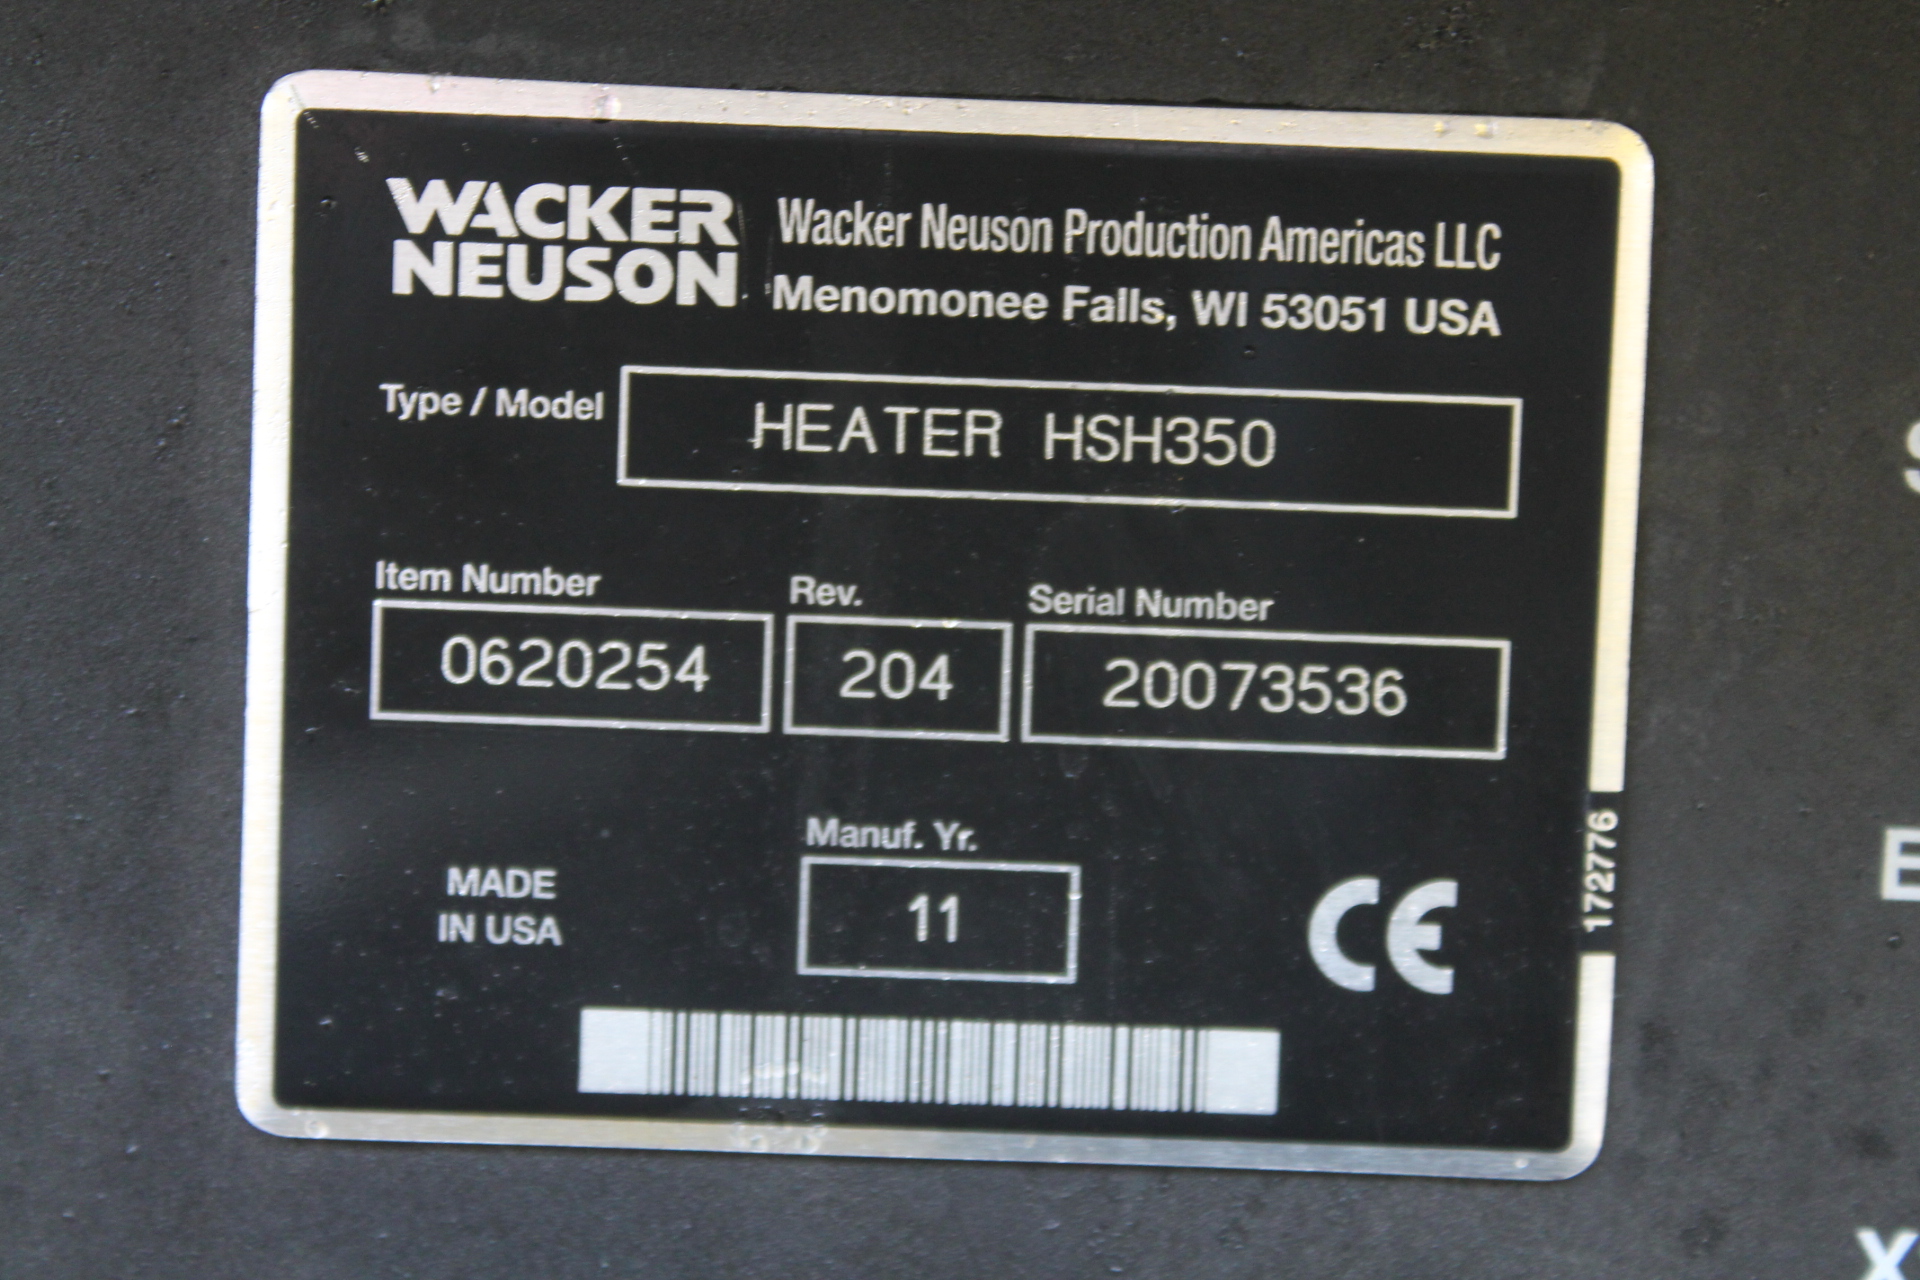 WACKER
NEUSON
Wacker Neuson Production Americas LLC
Menomonee Falls, WI 53051 USA
Type / Model
HEATER HSH350
Item Number
0620254
Rev.
204
Serial Number
20073536
Manuf. Yr.
11
MADE
IN USA
CE
172776